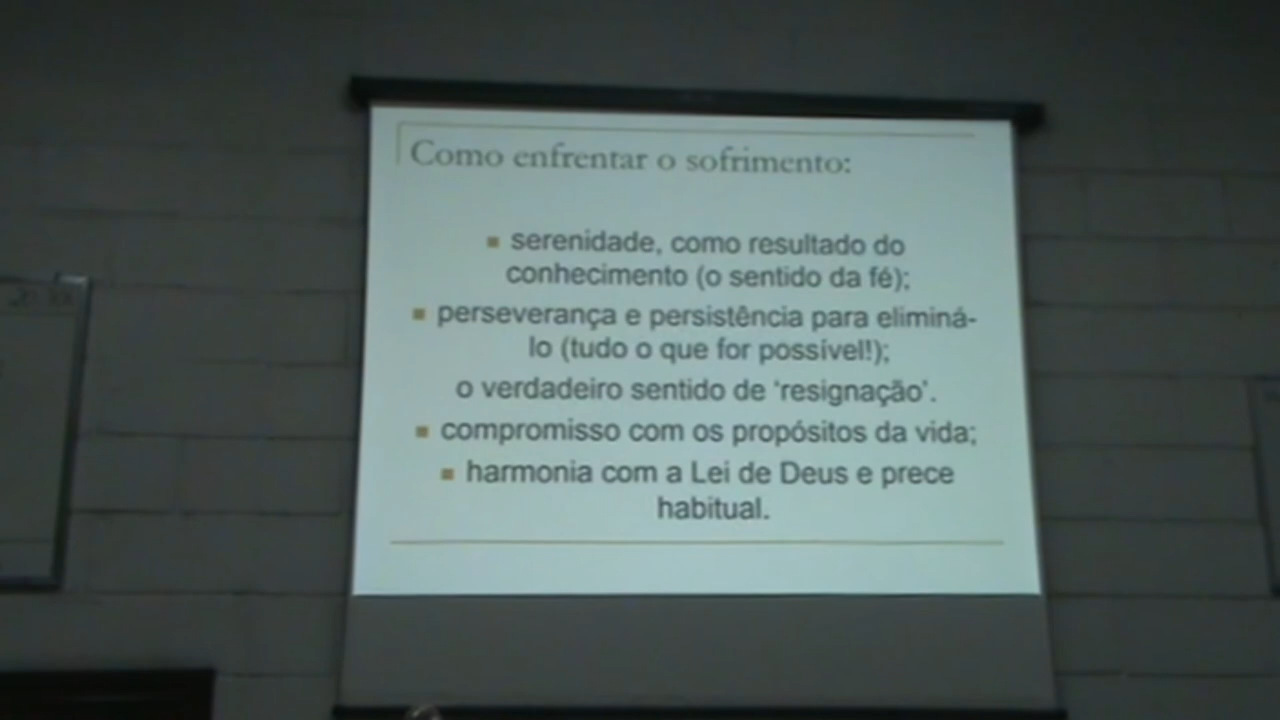 Como enfrentar o sofrimento:
▪ serenidade, como resultado do
conhecimento (o sentido da fé);
▪ perseverança e persistência para eliminá-
lo (tudo o que for possível!);
o verdadeiro sentido de ‘resignação’.
▪ compromisso com os propósitos da vida;
▪ harmonia com a Lei de Deus e prece
habitual.